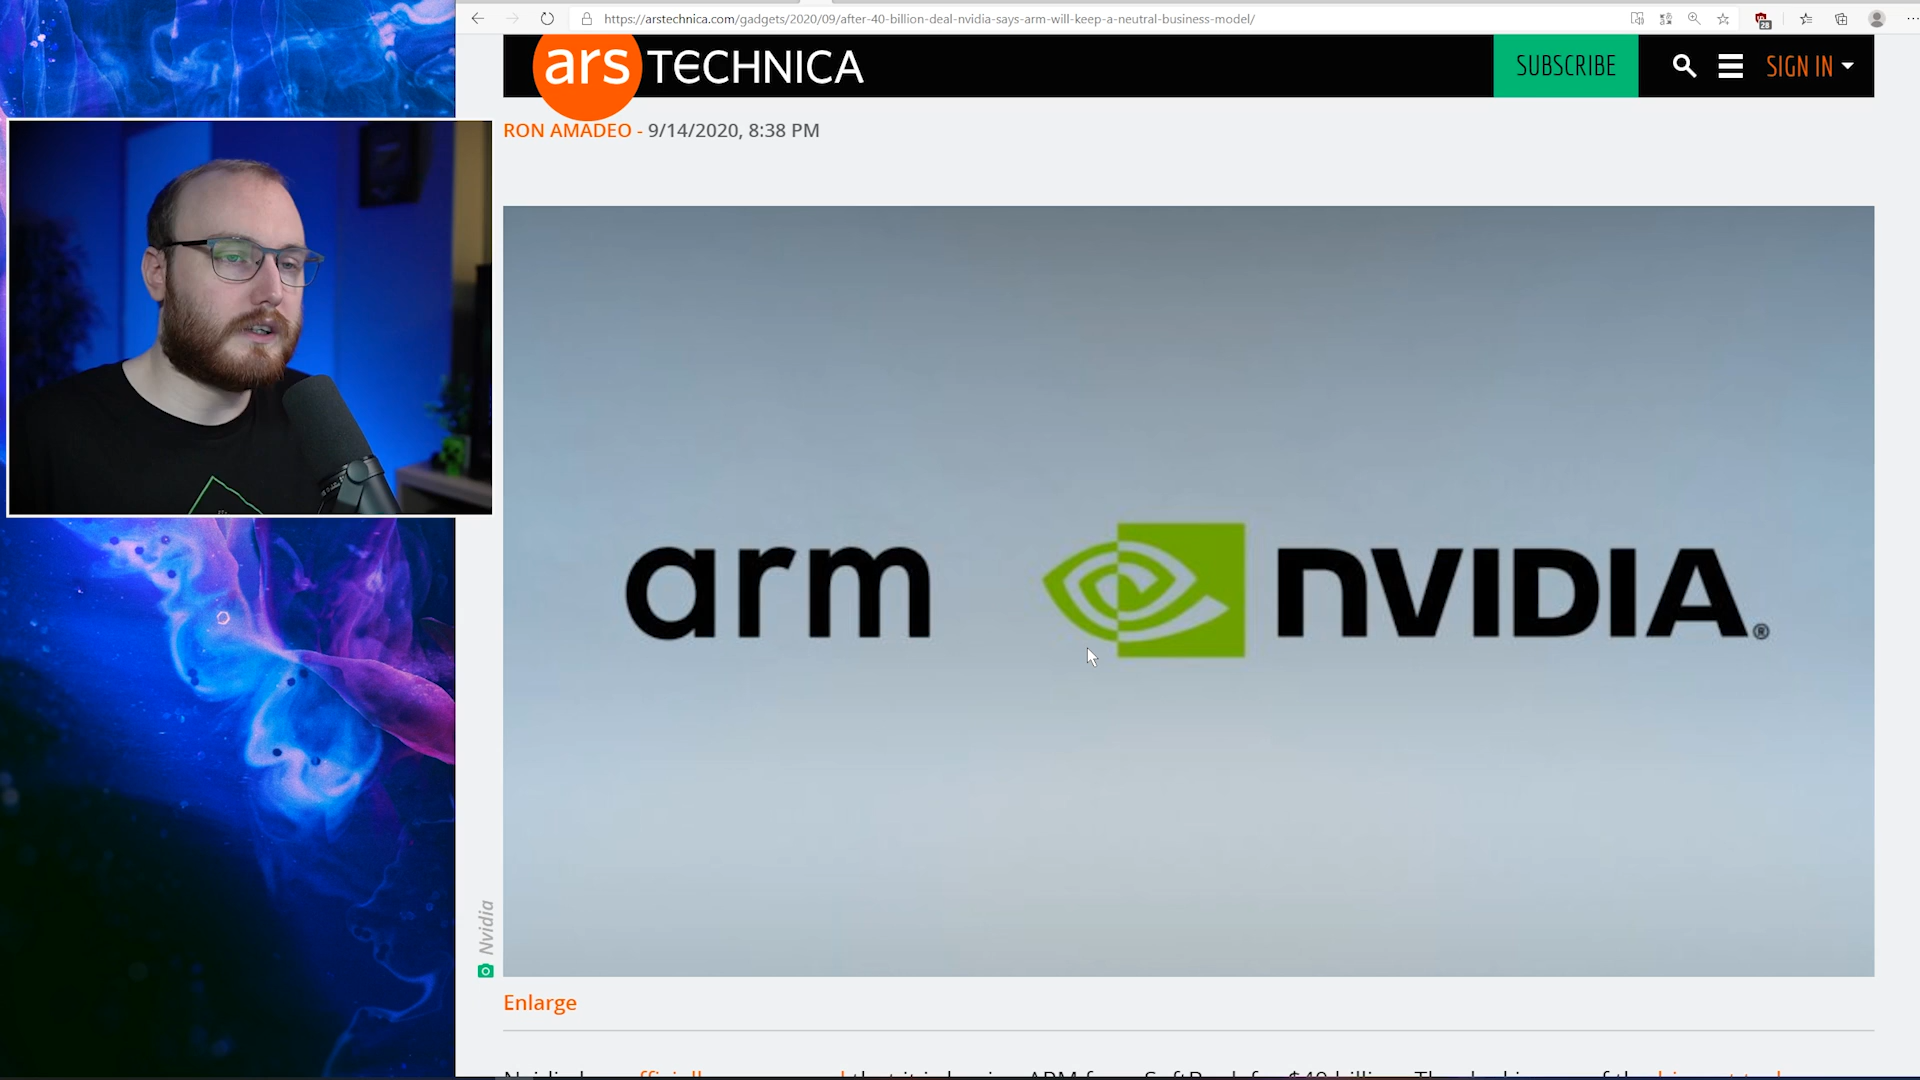 https://arstechnica.com/gadgets/2020/09/after-40-billion-deal-nvidia-says-arm-will-keep-a-neutral-business-model/
ars TECHNICA
SUBSCRIBE
SIGN IN
RON AMADEO - 9/14/2020, 8:38 PM
arm
NVIDIA®
Nvidia
Enlarge